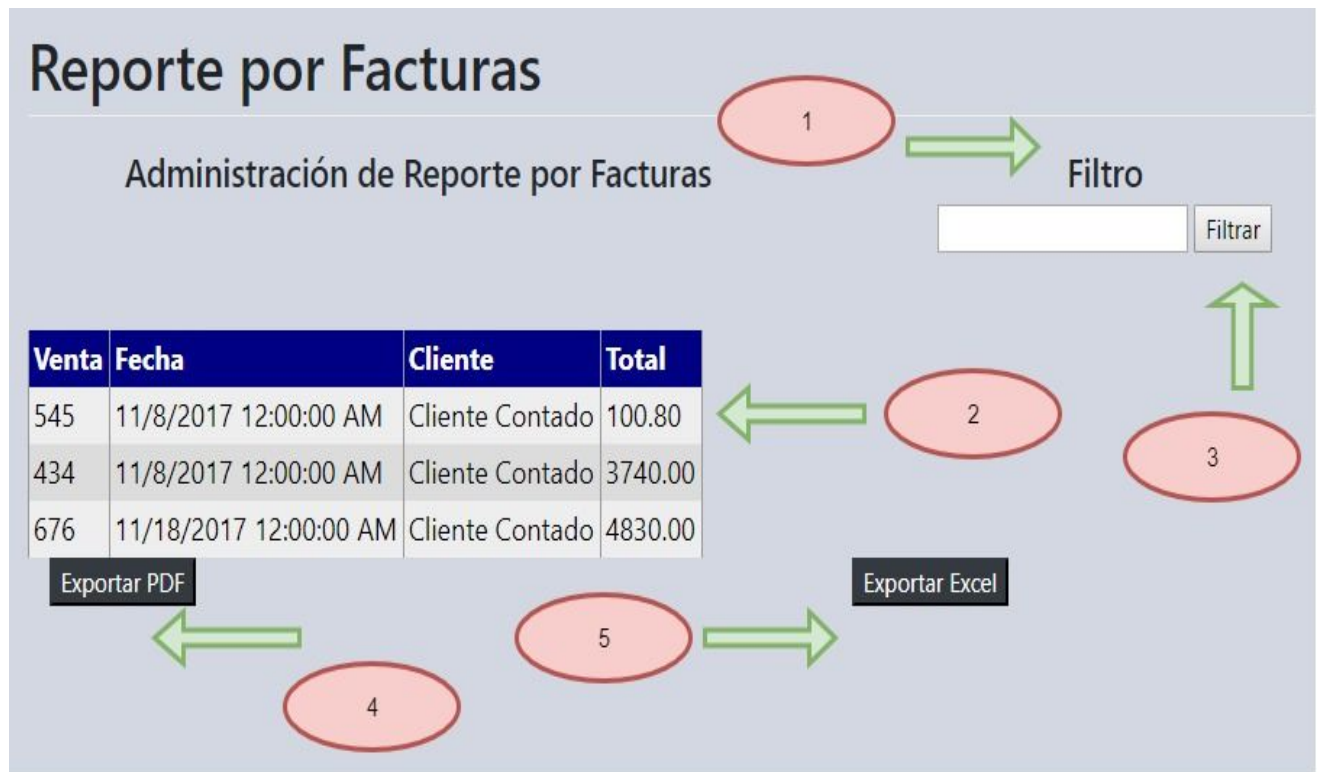 Reporte por Facturas
1
Administración de Reporte por Facturas
Filtro
Filtrar
Venta Fecha Cliente Total
545 11/8/2017 12:00:00 AM Cliente Contado 100.80
2
434 11/8/2017 12:00:00 AM Cliente Contado 3740.00
3
676 11/18/2017 12:00:00 AM Cliente Contado 4830.00
Exportar PDF Exportar Excel
5
4